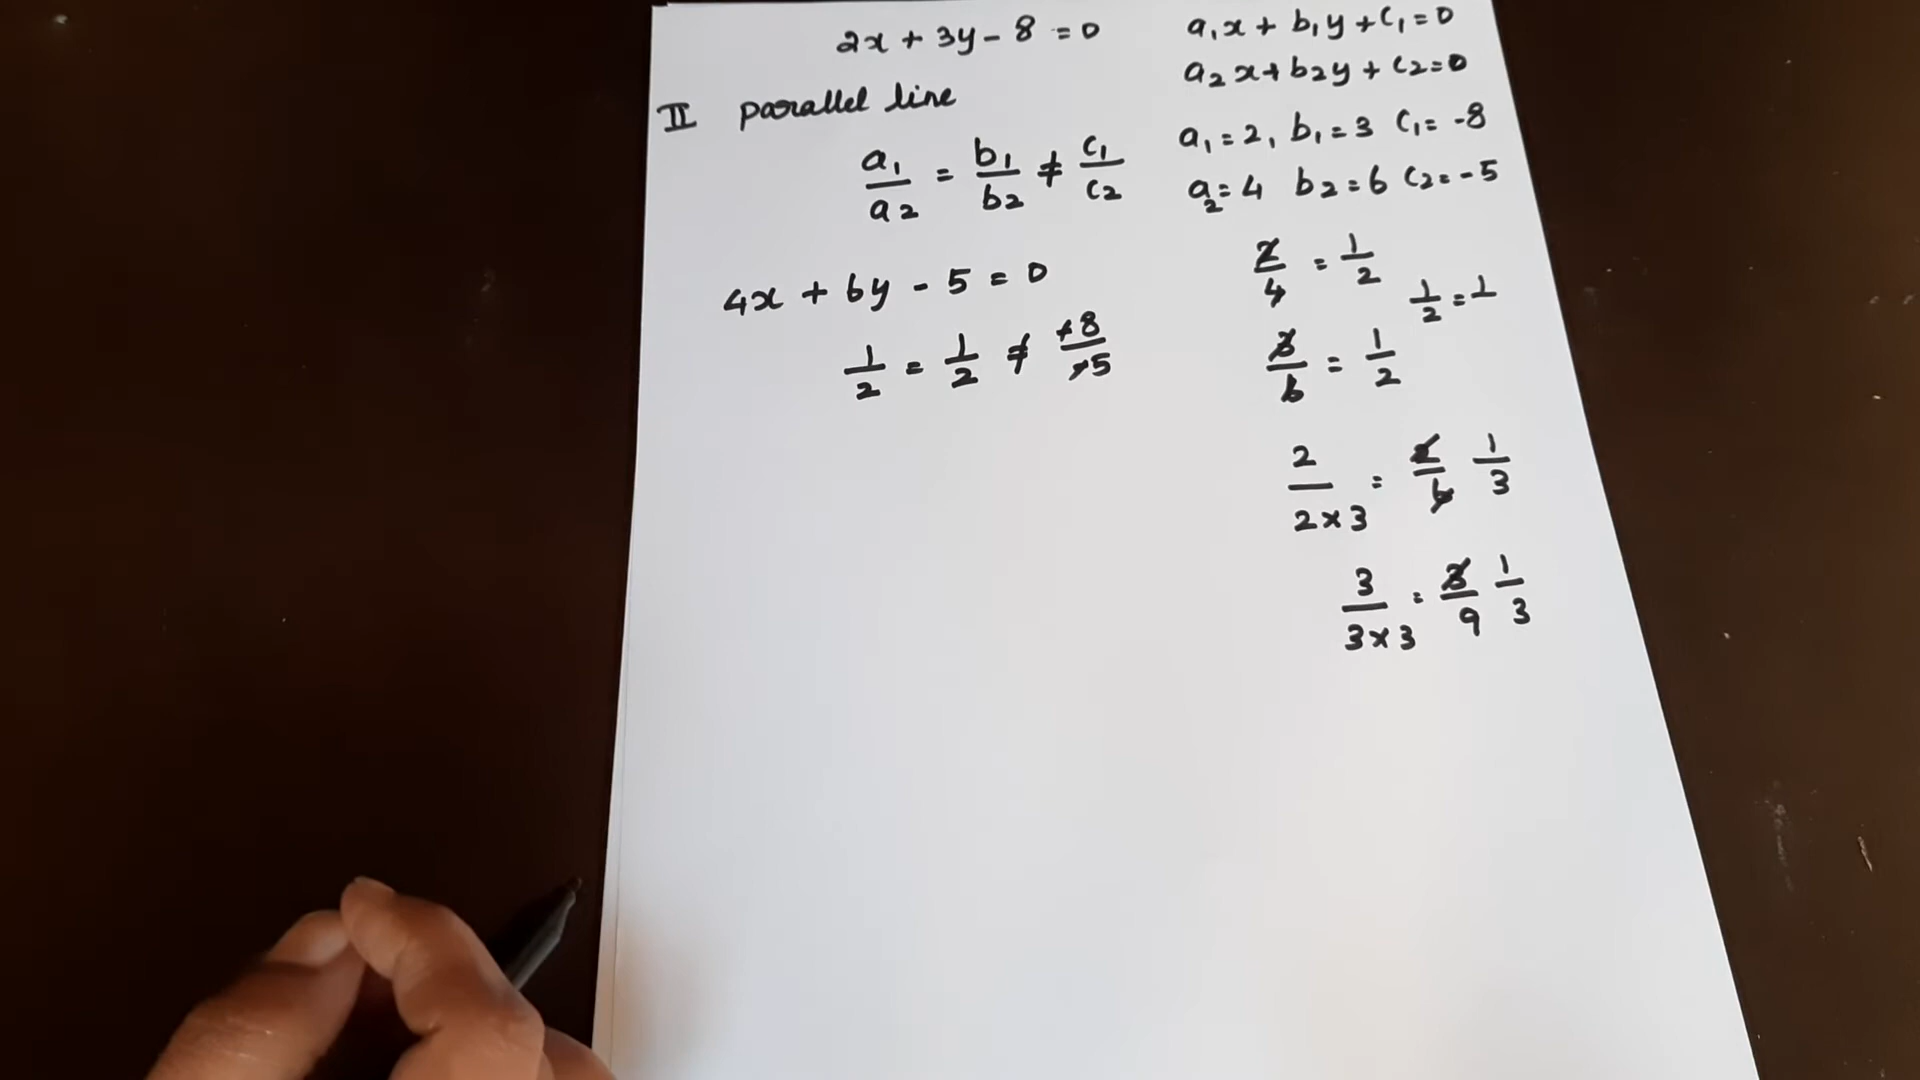 2x + 3y - 8 = 0
II parallel line
a₁/a₂ = b₁/b₂ ≠ c₁/c₂
4x + 6y - 5 = 0
1/2 = 1/2 ≠ +8/-5
a₁x + b₁y + c₁ = 0
a₂x + b₂y + c₂ = 0
a₁ = 2, b₁ = 3 c₁ = -8
a₂ = 4 b₂ = 6 c₂ = -5
2/4 = 1/2
1/2 = 1
3/6 = 1/2
2/2×3 = 2/6 1/3
3/3×3 = 3/9 1/3